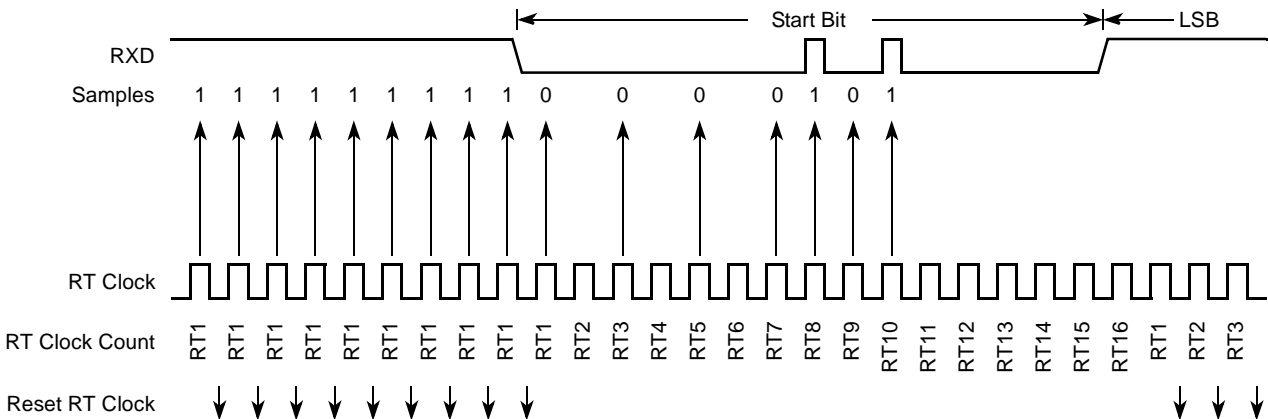 Start Bit LSB
RXD
Samples 1 1 1 1 1 1 1 1 1 0 0 0 0 1 0 1
RT Clock
RT Clock Count RT1 RT1 RT1 RT1 RT1 RT1 RT1 RT1 RT1 RT1 RT2 RT3 RT4 RT5 RT6 RT7 RT8 RT9 RT10 RT11 RT12 RT13 RT14 RT15 RT16 RT1 RT2 RT3
Reset RT Clock